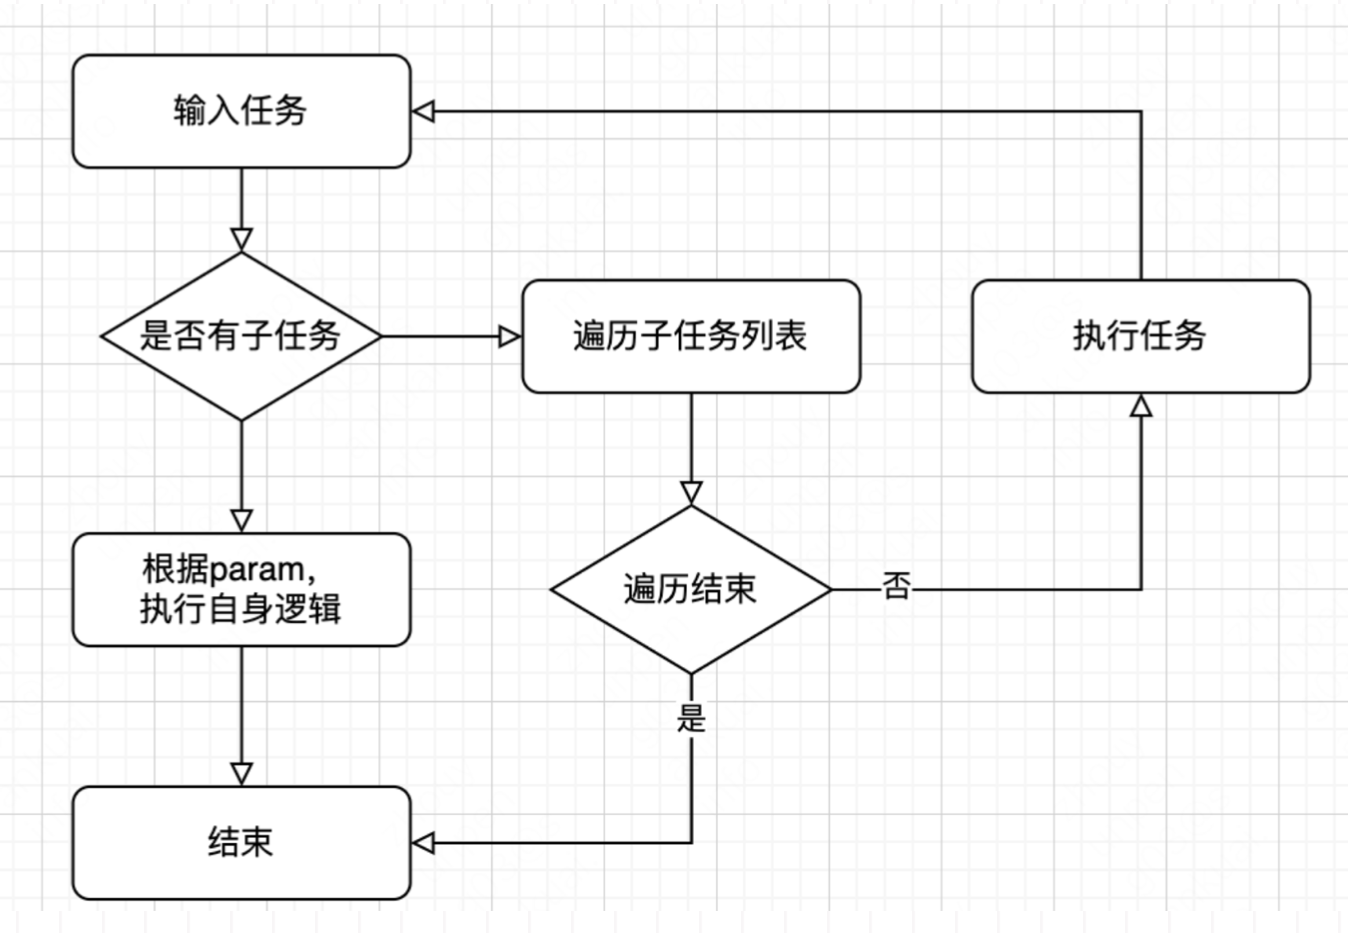 输入任务
是否有子任务
遍历子任务列表
执行任务
根据param，
执行自身逻辑
遍历结束
否
是
结束